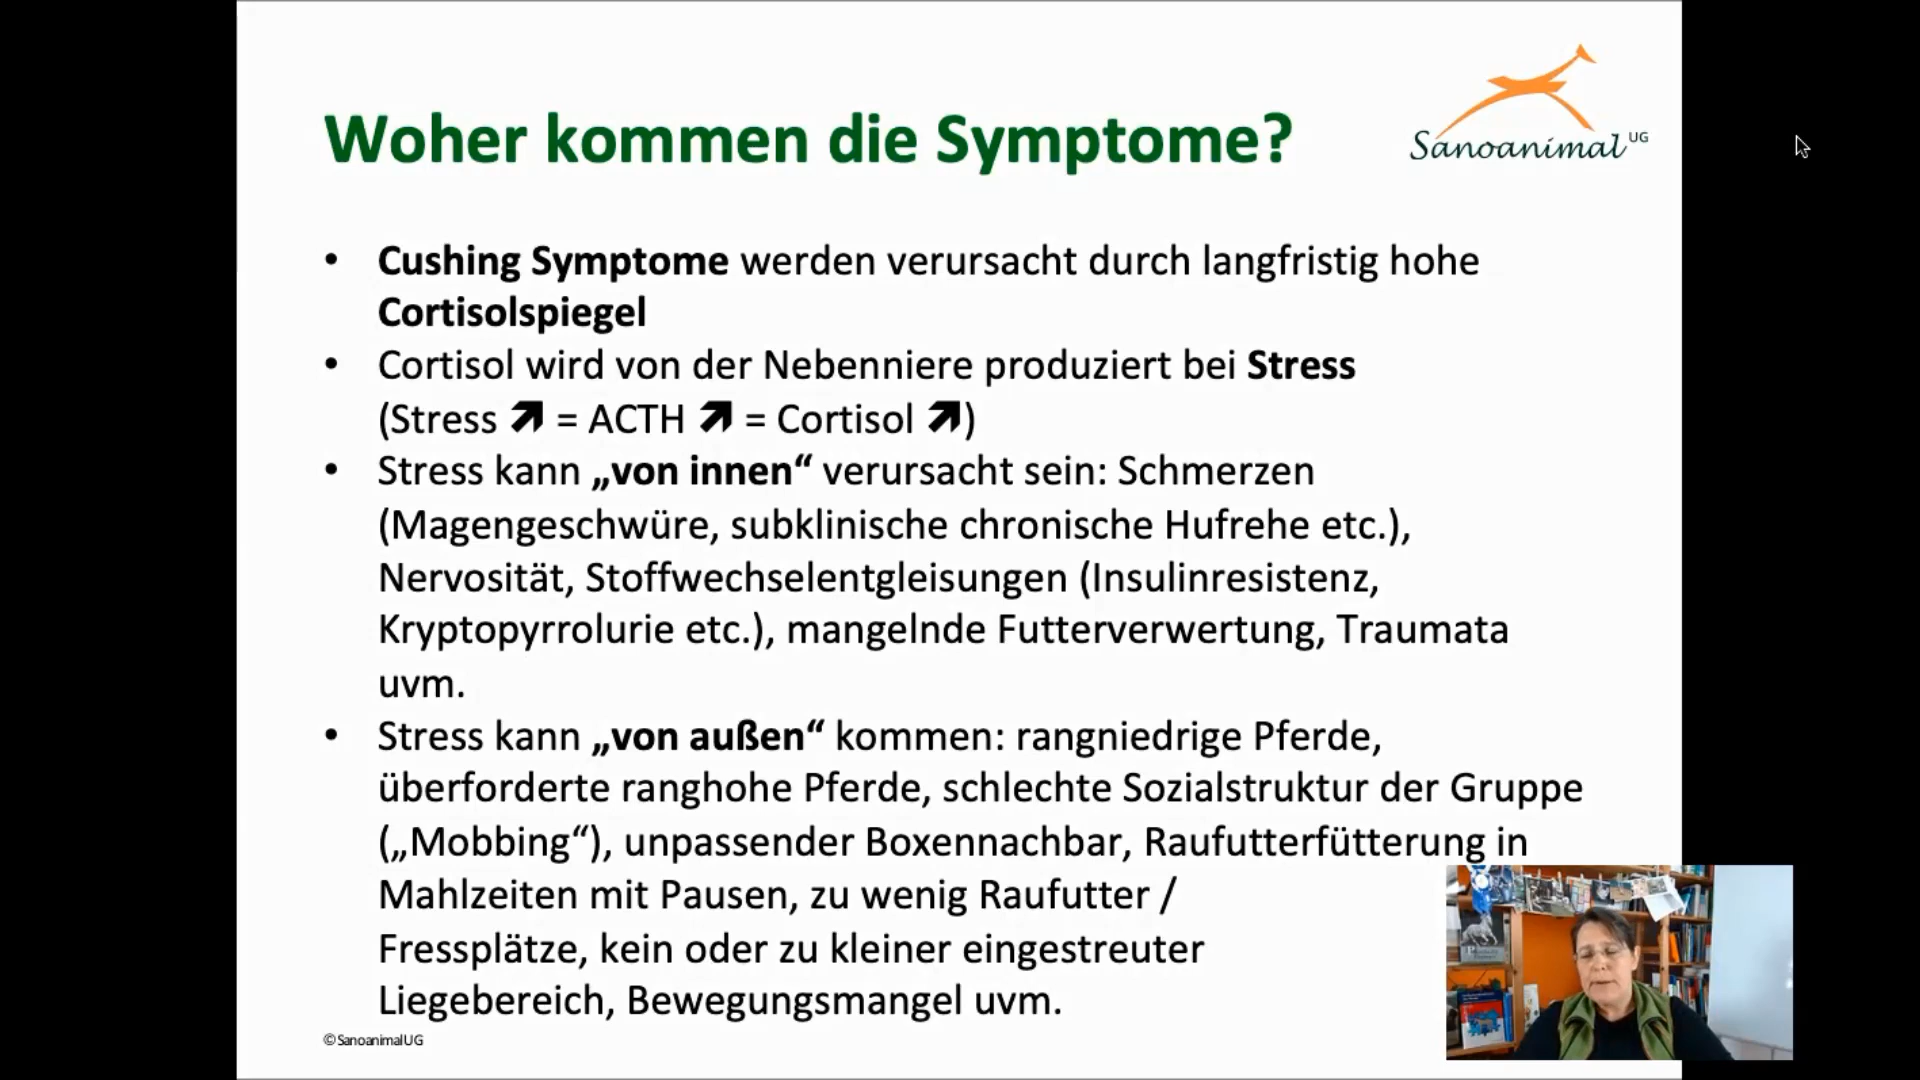 Woher kommen die Symptome?
Sanoanimal UG
• Cushing Symptome werden verursacht durch langfristig hohe
Cortisolspiegel
• Cortisol wird von der Nebenniere produziert bei Stress
(Stress ⬈ = ACTH ⬈ = Cortisol ⬈)
• Stress kann „von innen“ verursacht sein: Schmerzen
(Magengeschwüre, subklinische chronische Hufrehe etc.),
Nervosität, Stoffwechselentgleisungen (Insulinresistenz,
Kryptopyrrolurie etc.), mangelnde Futterverwertung, Traumata
uvm.
• Stress kann „von außen“ kommen: rangniedrige Pferde,
überforderte ranghohe Pferde, schlechte Sozialstruktur der Gruppe
(„Mobbing“), unpassender Boxennachbar, Raufutterfütterung in
Mahlzeiten mit Pausen, zu wenig Raufutter /
Fressplätze, kein oder zu kleiner eingestreuter
Liegebereich, Bewegungsmangel uvm.
©SanoanimalUG